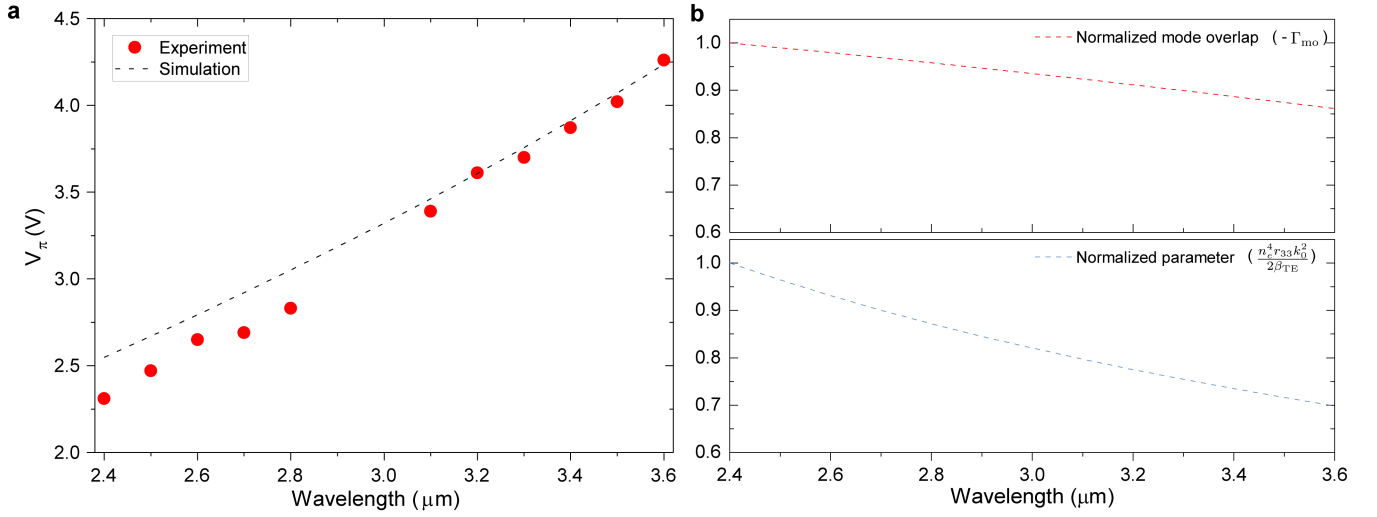 a
4.5
4.0
3.5
3.0
2.5
2.0
V_π (V)
Experiment
Simulation
2.4 2.6 2.8 3.0 3.2 3.4 3.6
Wavelength (μm)
b
1.0
0.9
0.8
0.7
0.6
Normalized mode overlap (-Γ_mo)
1.0
0.9
0.8
0.7
0.6
Normalized parameter (n_e^4 r_33 k_0^2 / 2β_TE)
2.4 2.6 2.8 3.0 3.2 3.4 3.6
Wavelength (μm)